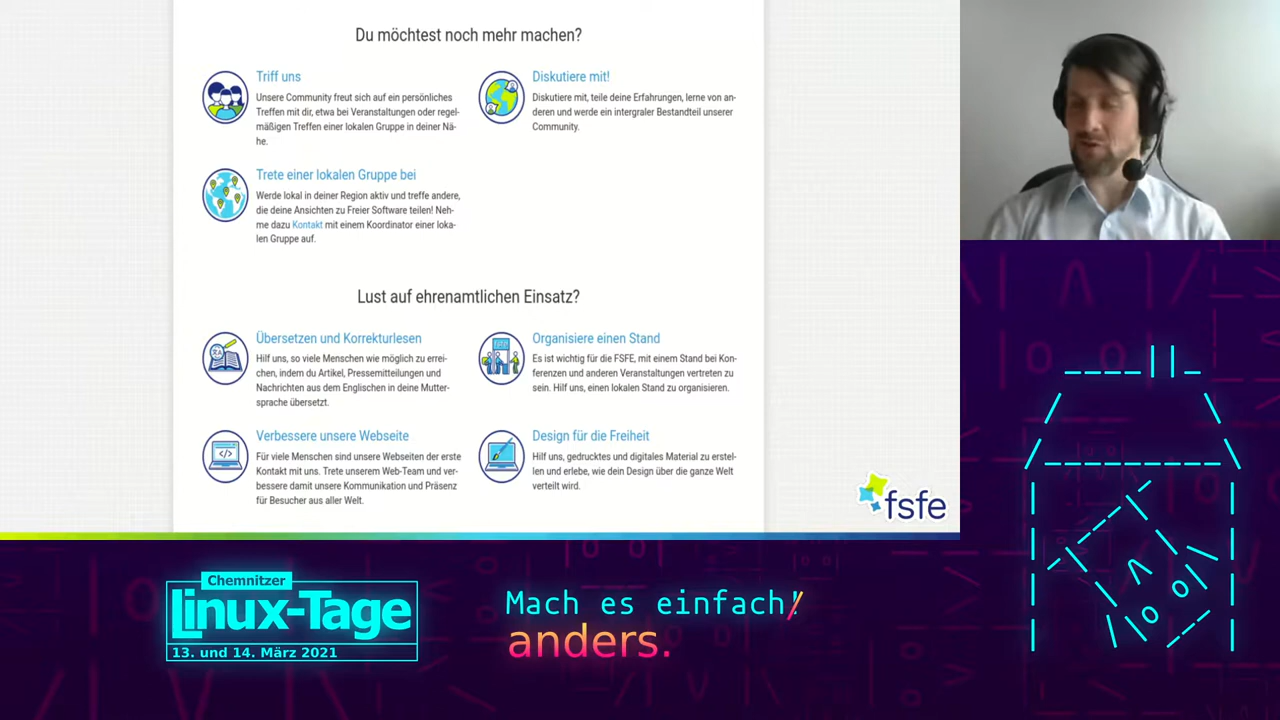 Du möchtest noch mehr machen?
Triff uns
Unsere Community freut sich auf ein persönliches
Treffen mit dir, etwa bei Veranstaltungen oder regel-
mäßigen Treffen einer lokalen Gruppe in deiner Nä-
he.
Diskutiere mit!
Diskutiere mit, teile deine Erfahrungen, lerne von an-
deren und werde ein intergraler Bestandteil unserer
Community.
Trete einer lokalen Gruppe bei
Werde lokal in deiner Region aktiv und treffe andere,
die deine Ansichten zu Freier Software teilen! Neh-
me dazu Kontakt mit einem Koordinator einer loka-
len Gruppe auf.
Lust auf ehrenamtlichen Einsatz?
Übersetzen und Korrekturlesen
Hilf uns, so viele Menschen wie möglich zu errei-
chen, indem du Artikel, Pressemitteilungen und
Nachrichten aus dem Englischen in deine Mutter-
sprache übersetzt.
Organisiere einen Stand
Es ist wichtig für die FSFE, mit einem Stand bei Kon-
ferenzen und anderen Veranstaltungen vertreten zu
sein. Hilf uns, einen lokalen Stand zu organisieren.
Verbessere unsere Webseite
Für viele Menschen sind unsere Webseiten der erste
Kontakt mit uns. Trete unserem Web-Team und ver-
bessere damit unsere Kommunikation und Präsenz
für Besucher aus aller Welt.
Design für die Freiheit
Hilf uns, gedrucktes und digitales Material zu erstel-
len und erlebe, wie dein Design über die ganze Welt
verteilt wird.
fsfe
Chemnitzer
Linux-Tage
13. und 14. März 2021
Mach es einfach!
anders.